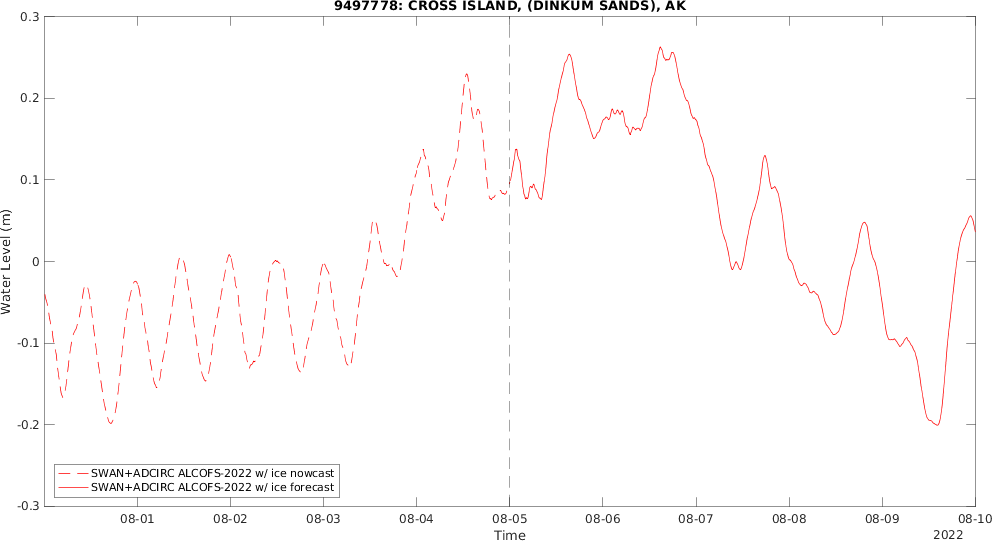 9497778: CROSS ISLAND, (DINKUM SANDS), AK
0.3
0.2
0.1
0
-0.1
-0.2
-0.3
Water Level (m)
SWAN+ADCIRC ALCOFS-2022 w/ ice nowcast
SWAN+ADCIRC ALCOFS-2022 w/ ice forecast
08-01 08-02 08-03 08-04 08-05 08-06 08-07 08-08 08-09 08-10
Time
2022